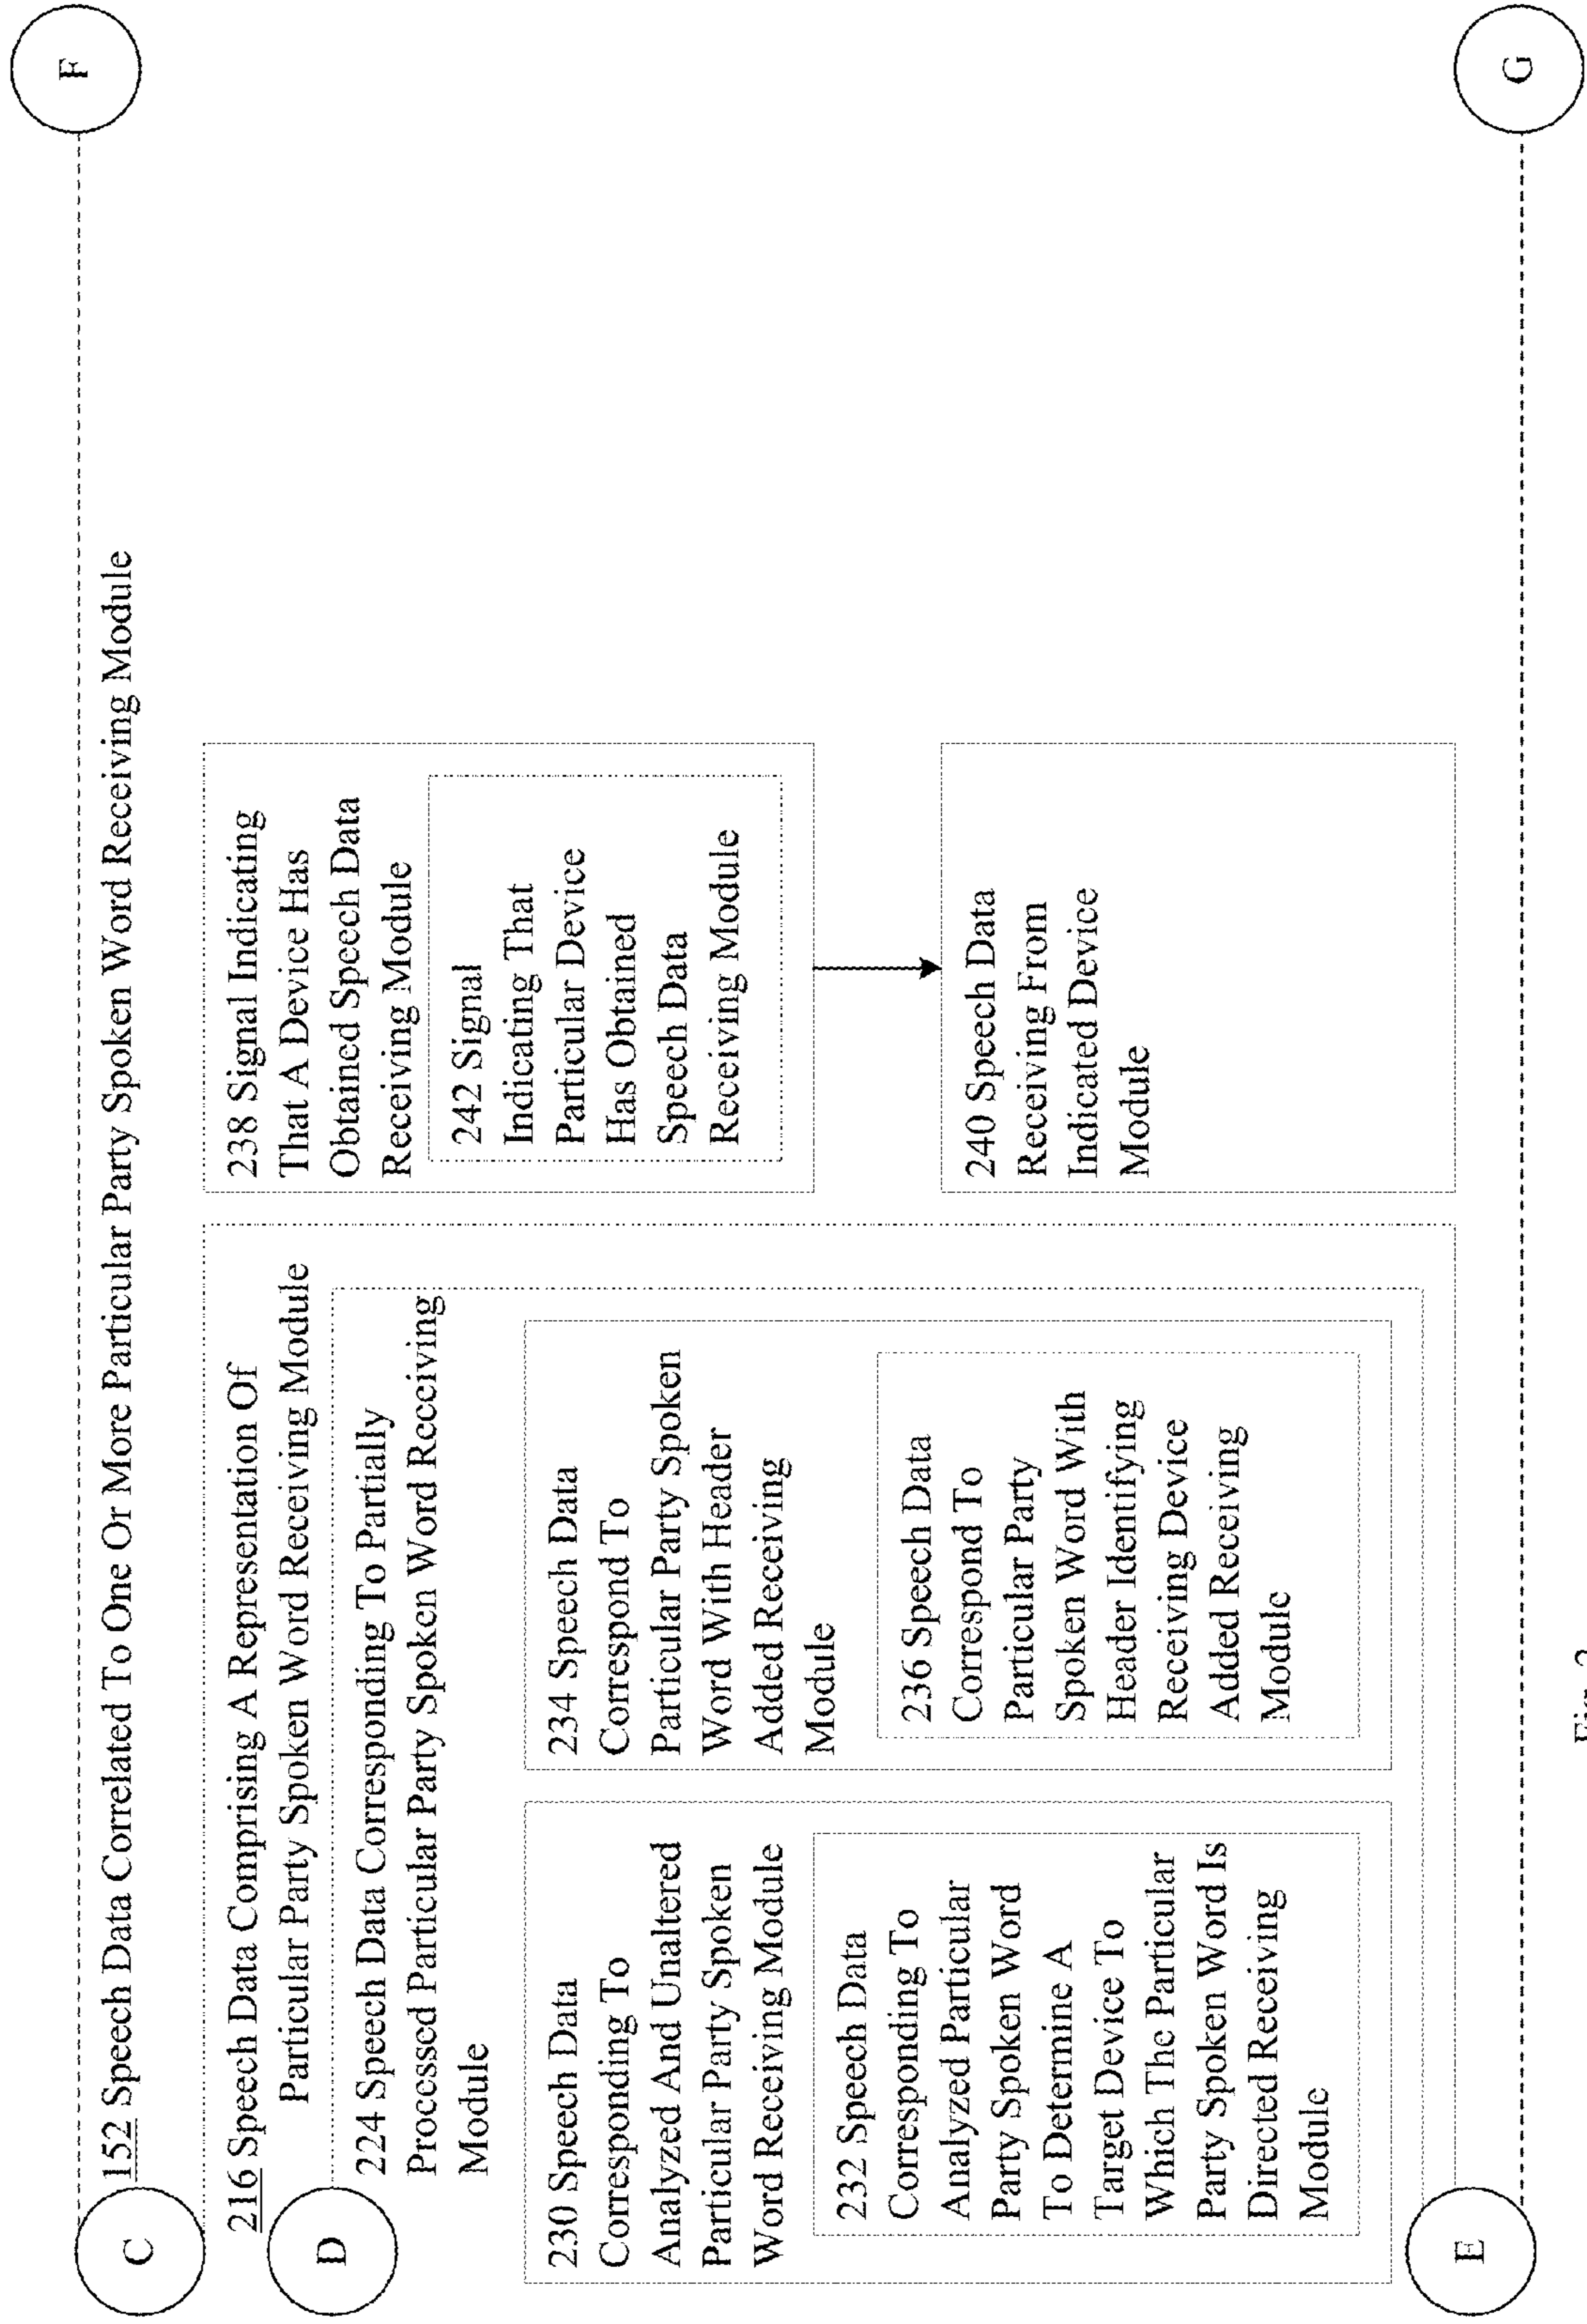 F
C
152 Speech Data Correlated To One Or More Particular Party Spoken Word Receiving Module
216 Speech Data Comprising A Representation Of
Particular Party Spoken Word Receiving Module
D
224 Speech Data Corresponding To Partially
Processed Particular Party Spoken Word Receiving
Module
230 Speech Data
Corresponding To
Analyzed And Unaltered
Particular Party Spoken
Word Receiving Module
232 Speech Data
Corresponding To
Analyzed Particular
Party Spoken Word
To Determine A
Target Device To
Which The Particular
Party Spoken Word Is
Directed Receiving
Module
234 Speech Data
Correspond To
Particular Party Spoken
Word With Header
Added Receiving
Module
236 Speech Data
Correspond To
Particular Party
Spoken Word With
Header Identifying
Receiving Device
Added Receiving
Module
238 Signal Indicating
That A Device Has
Obtained Speech Data
Receiving Module
242 Signal
Indicating That
Particular Device
Has Obtained
Speech Data
Receiving Module
240 Speech Data
Receiving From
Indicated Device
Module
E
G